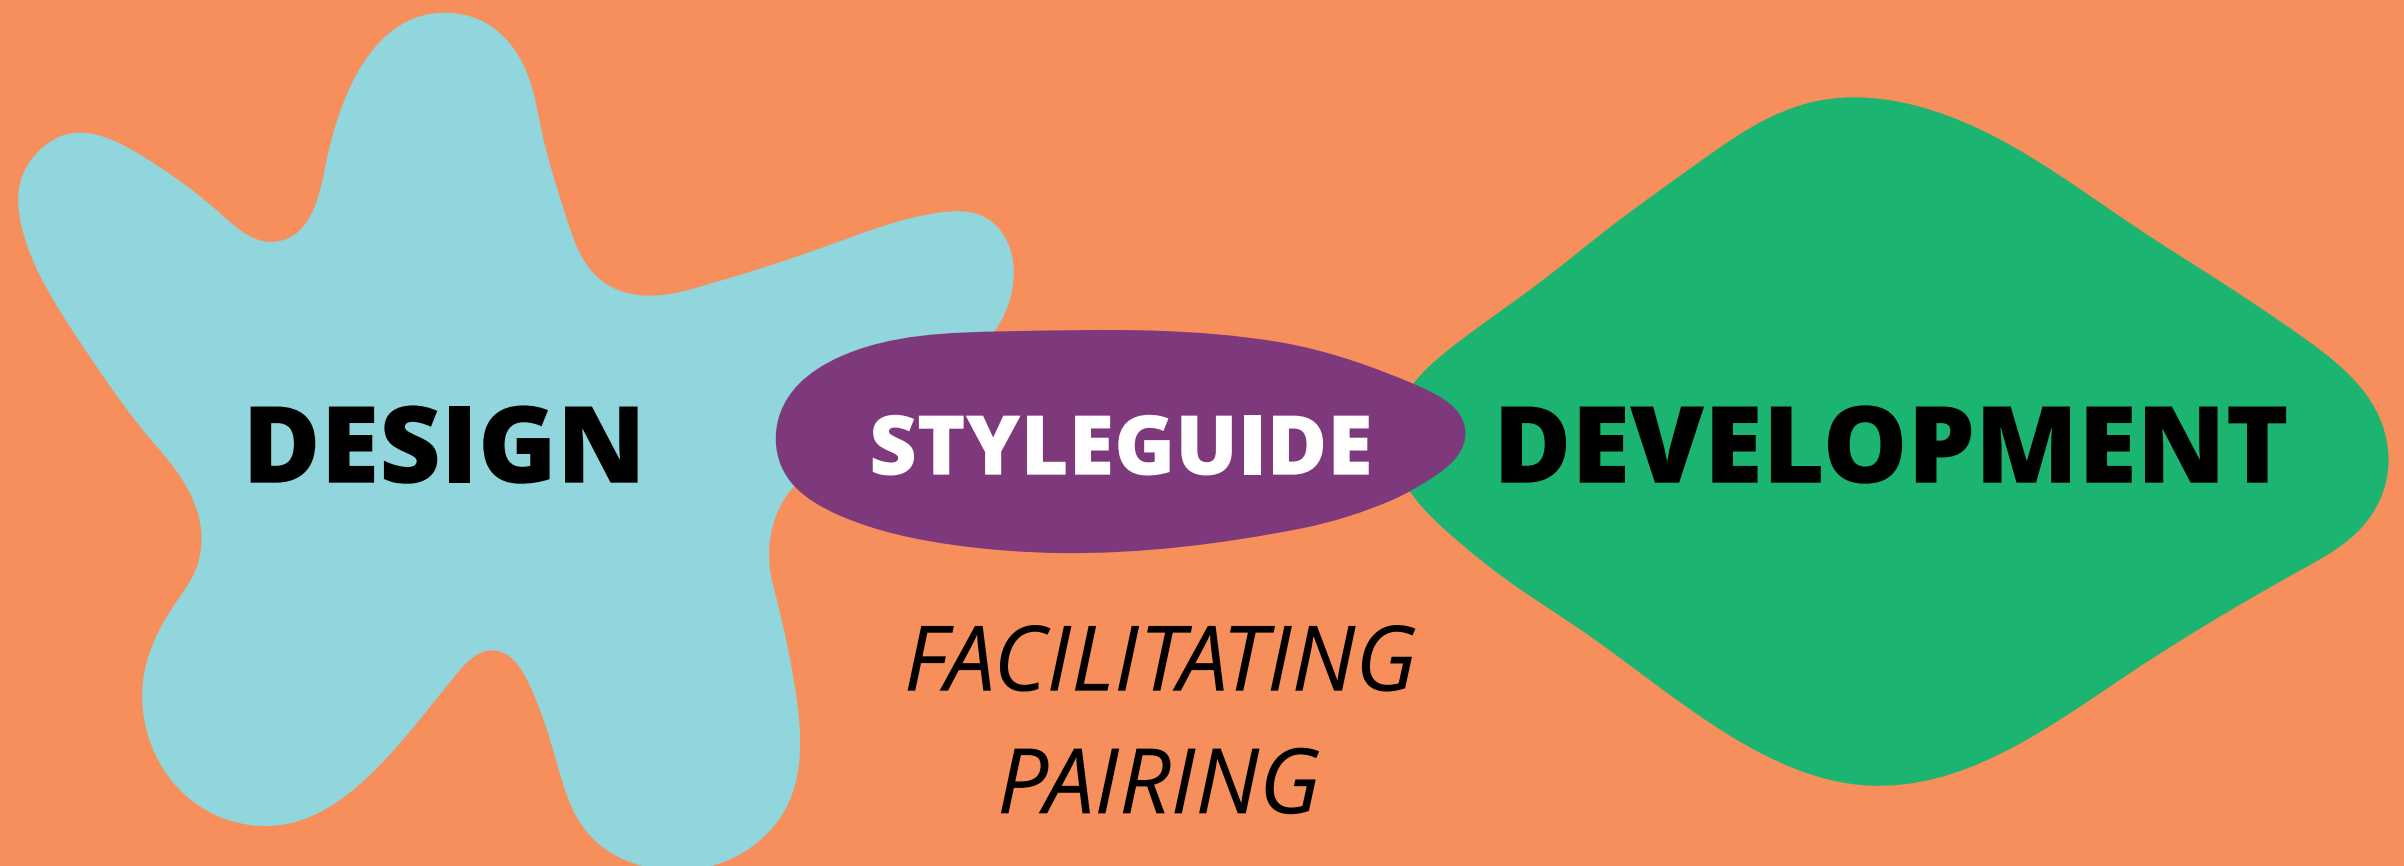 DESIGN
STYLEGUIDE
DEVELOPMENT
FACILITATING
PAIRING